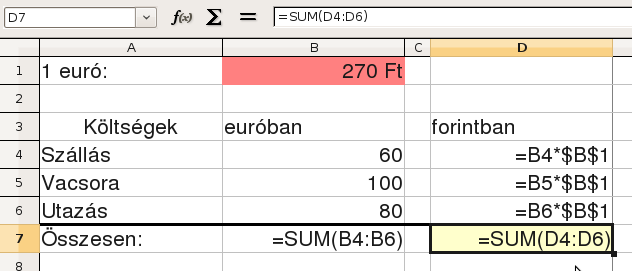 D7 f(x) Σ = =SUM(D4:D6)
A B C D
1 1 euró: 270 Ft
2
3 Költségek euróban forintban
4 Szállás 60 =B4*$B$1
5 Vacsora 100 =B5*$B$1
6 Utazás 80 =B6*$B$1
7 Összesen: =SUM(B4:B6) =SUM(D4:D6)
8